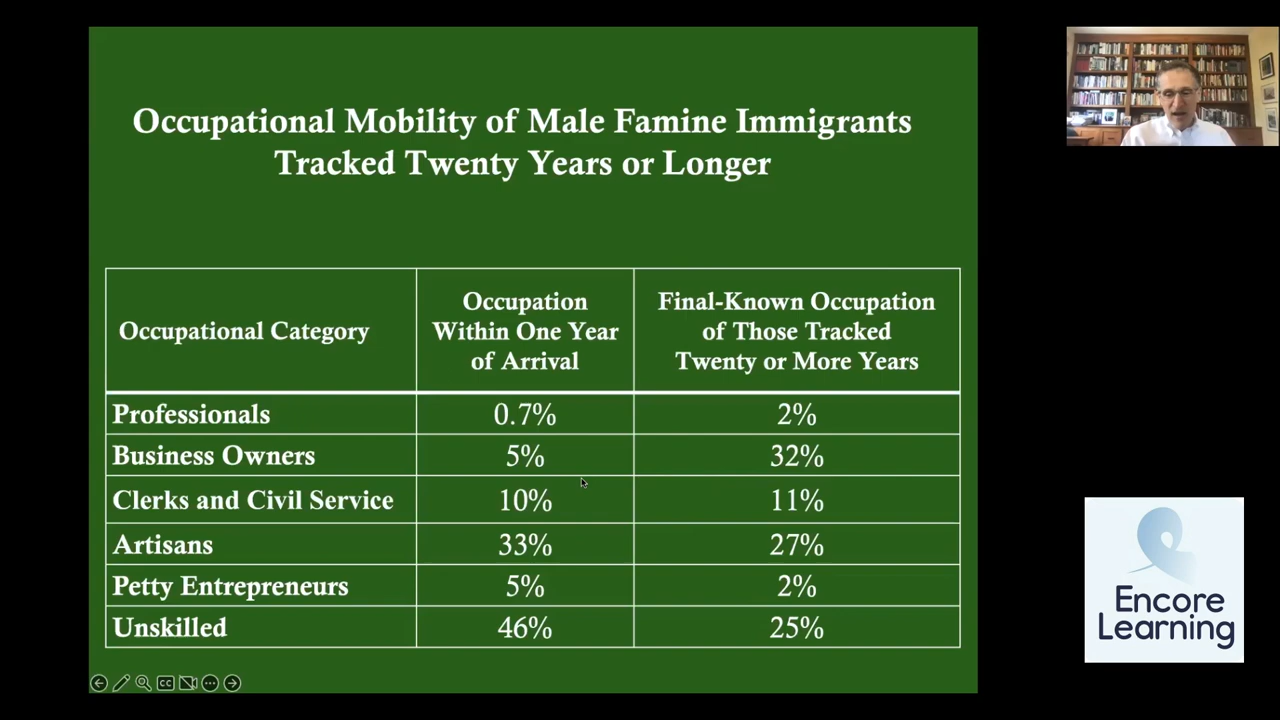 Occupational Mobility of Male Famine Immigrants
Tracked Twenty Years or Longer
Occupational Category
Occupation
Within One Year
of Arrival
Final-Known Occupation
of Those Tracked
Twenty or More Years
Professionals 0.7% 2%
Business Owners 5% 32%
Clerks and Civil Service 10% 11%
Artisans 33% 27%
Petty Entrepreneurs 5% 2%
Unskilled 46% 25%
CC
Encore
Learning